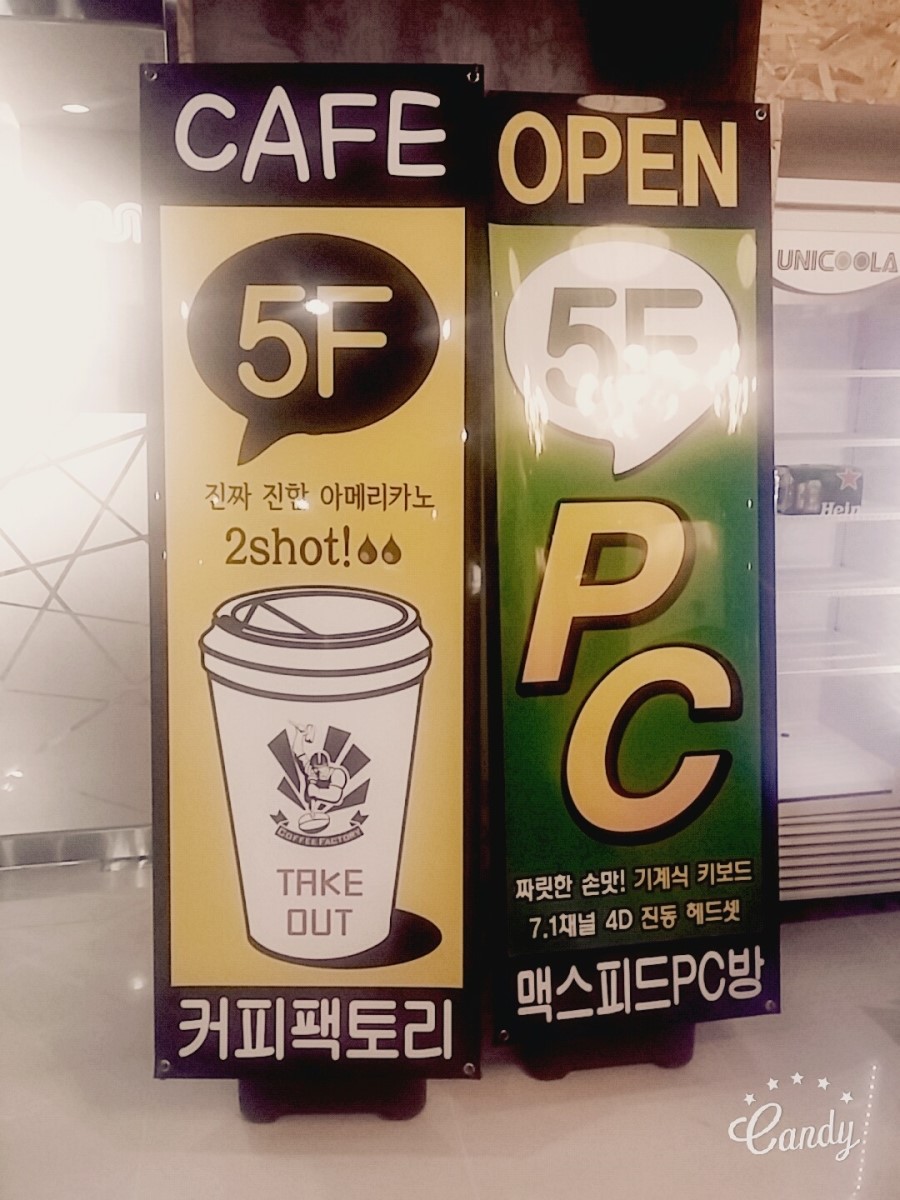 CAFE
5F
진짜 진한 아메리카노
2shot!
COFFEE FACTORY
TAKE
OUT
커피팩토리
OPEN
5F
PC
짜릿한 손맛! 기계식 키보드
7.1채널 4D 진동 헤드셋
맥스피드PC방
UNICOOLA
Candy